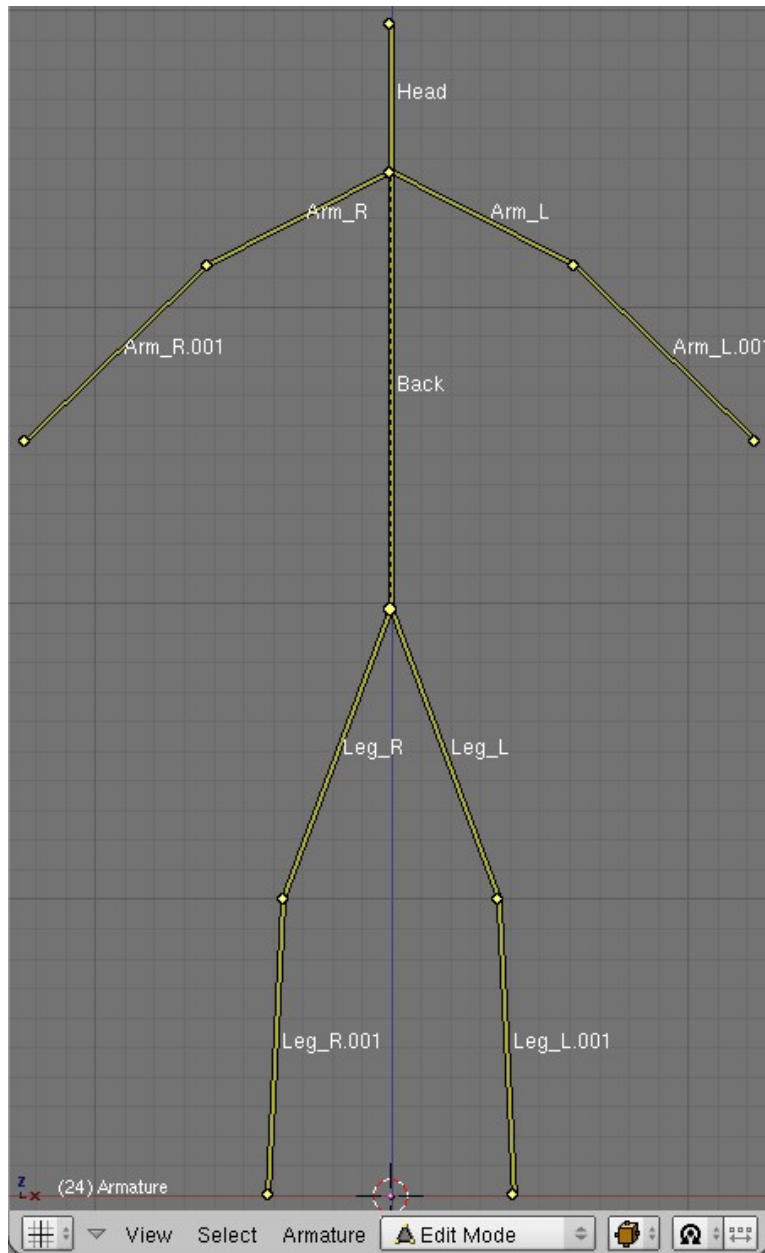 Head
Arm_R Arm_L
Arm_R.001 Arm_L.001
Back
Leg_R Leg_L
Leg_R.001 Leg_L.001
z
x
(24) Armature
View Select Armature Edit Mode